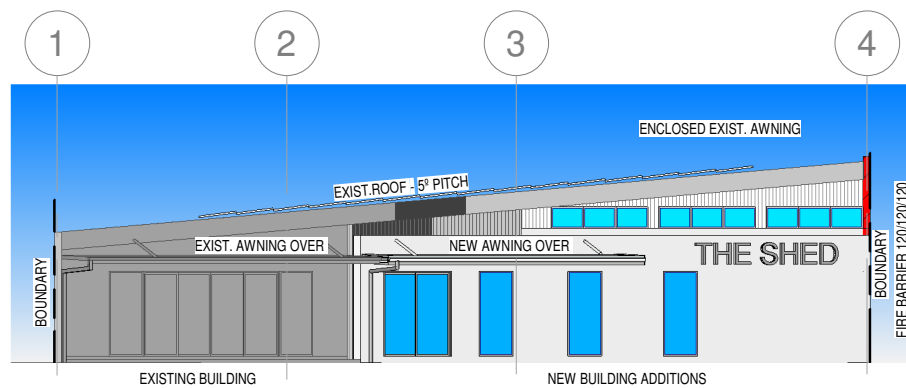 1
2
3
4
ENCLOSED EXIST. AWNING
EXIST.ROOF - 5º PITCH
EXIST. AWNING OVER
NEW AWNING OVER
THE SHED
BOUNDARY
BOUNDARY
FIRE BARRIER 120/120/120
EXISTING BUILDING
NEW BUILDING ADDITIONS